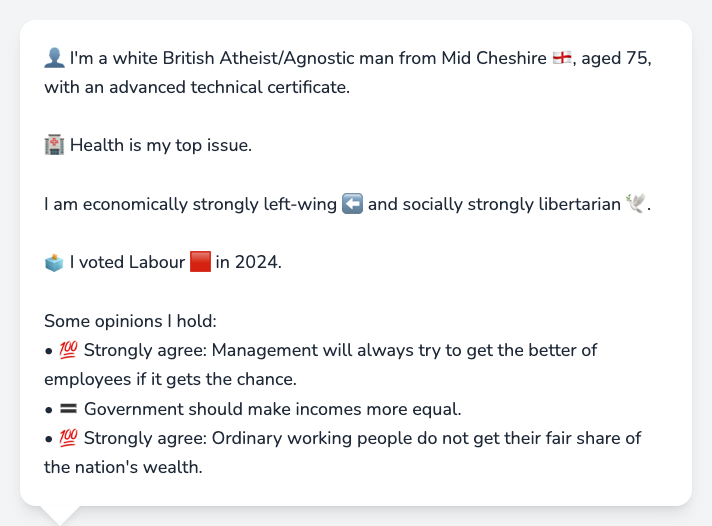 👤 I'm a white British Atheist/Agnostic man from Mid Cheshire 🏴󠁧󠁢󠁥󠁮󠁧󠁿, aged 75,
with an advanced technical certificate.
🏥 Health is my top issue.
I am economically strongly left-wing ⬅️ and socially strongly libertarian 🕊️.
🗳️ I voted Labour 🟥 in 2024.
Some opinions I hold:
• 💯 Strongly agree: Management will always try to get the better of
employees if it gets the chance.
• 🟰 Government should make incomes more equal.
• 💯 Strongly agree: Ordinary working people do not get their fair share of
the nation's wealth.